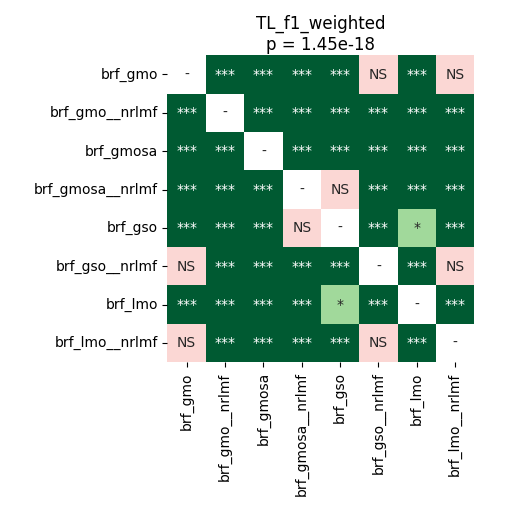 TL_f1_weighted
p = 1.45e-18
brf_gmo - *** *** *** *** NS *** NS
brf_gmo__nrlmf *** - *** *** *** *** *** ***
brf_gmosa *** *** - *** *** *** *** ***
brf_gmosa__nrlmf *** *** *** - NS *** *** ***
brf_gso *** *** *** NS - *** * ***
brf_gso__nrlmf NS *** *** *** *** - *** NS
brf_lmo *** *** *** *** * *** - ***
brf_lmo__nrlmf NS *** *** *** *** NS *** -
brf_gmo
brf_gmo__nrlmf
brf_gmosa
brf_gmosa__nrlmf
brf_gso
brf_gso__nrlmf
brf_lmo
brf_lmo__nrlmf